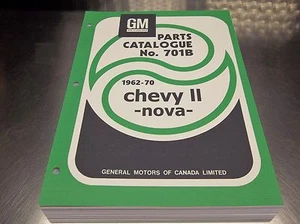 GM
PARTS
CATALOGUE
No. 701B
1962-70
chevy II
-nova-
GENERAL MOTORS OF CANADA LIMITED